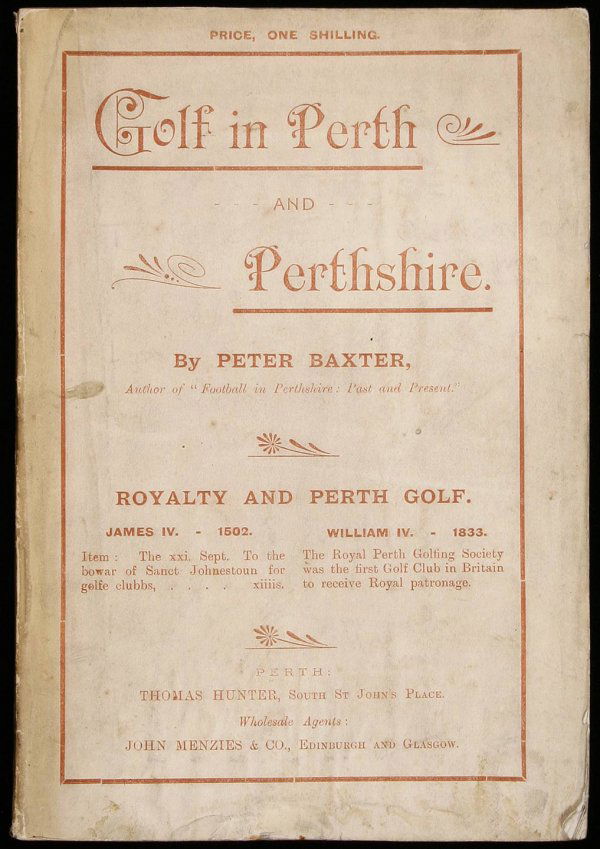 PRICE, ONE SHILLING.
Golf in Perth
- - - AND - - -
Perthshire.
By PETER BAXTER,
Author of "Football in Perthshire: Past and Present."
ROYALTY AND PERTH GOLF.
JAMES IV. - 1502.
Item : The xxi. Sept. To the
bowar of Sanct Johnestoun for
golfe clubbs, . . . . xiiiis.
WILLIAM IV. - 1833.
The Royal Perth Golfing Society
was the first Golf Club in Britain
to receive Royal patronage.
PERTH:
THOMAS HUNTER, SOUTH ST JOHN'S PLACE.
Wholesale Agents:
JOHN MENZIES & CO., EDINBURGH AND GLASGOW.